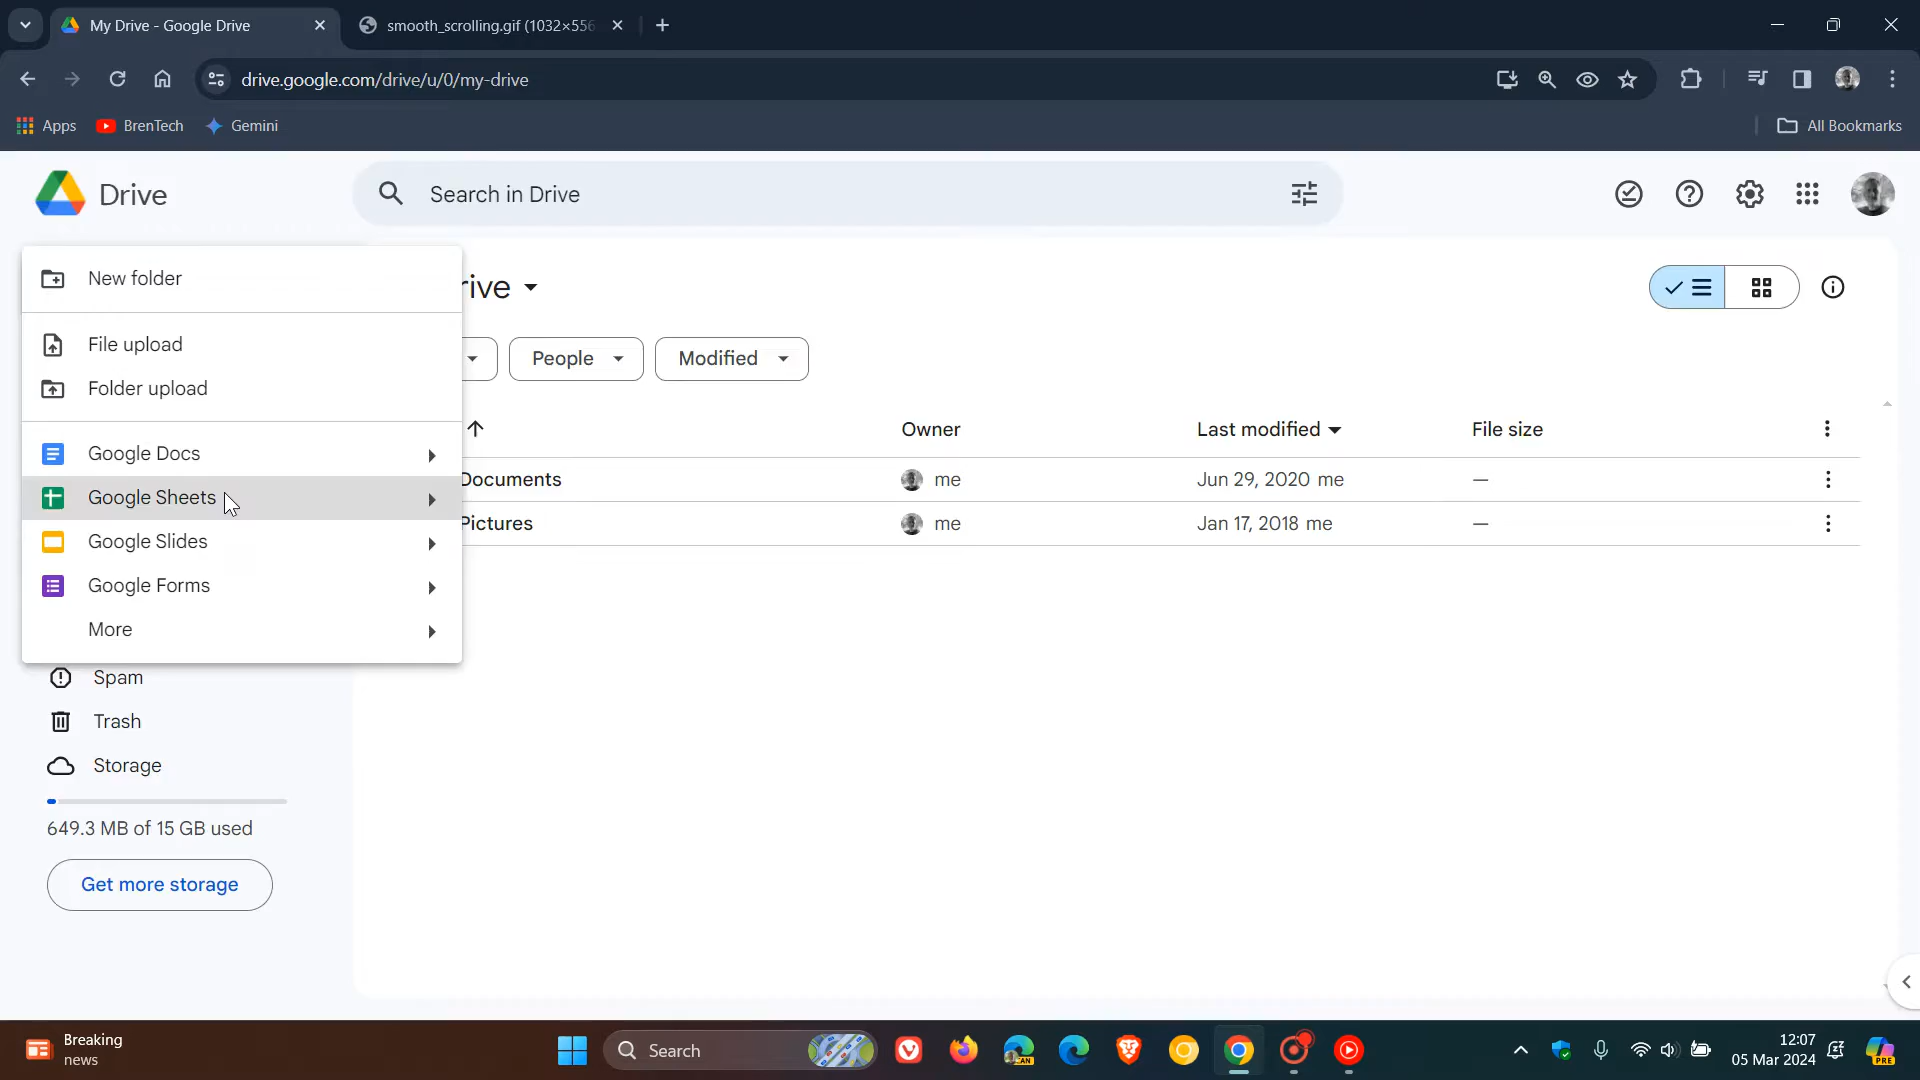 My Drive - Google Drive
smooth_scrolling.gif (1032×556
drive.google.com/drive/u/0/my-drive
Apps
BrenTech
Gemini
All Bookmarks
Drive
Search in Drive
New folder
File upload
Folder upload
Google Docs
Google Sheets
Google Slides
Google Forms
More
Spam
Trash
Storage
649.3 MB of 15 GB used
Get more storage
rive
People
Modified
Owner
Last modified
File size
Documents
me
Jun 29, 2020 me
—
Pictures
me
Jan 17, 2018 me
—
Breaking
news
Search
CAN
12:07
05 Mar 2024
PRE